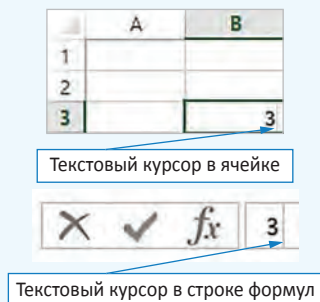 A B
1
2
3 3
Текстовый курсор в ячейке
fx 3
Текстовый курсор в строке формул